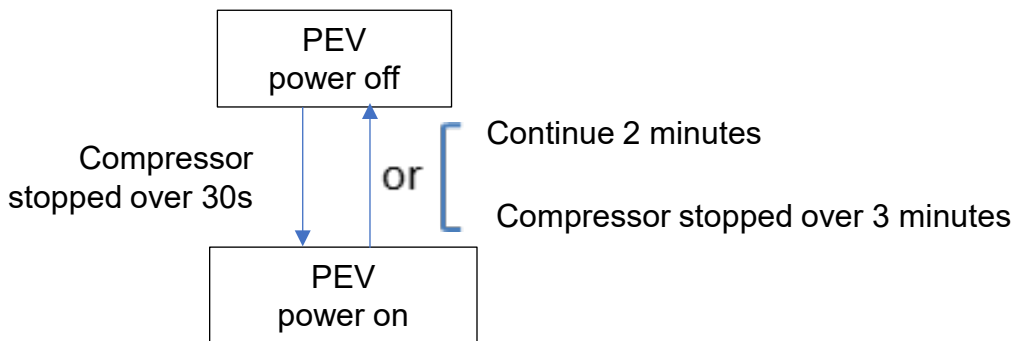 PEV
power off
Continue 2 minutes
Compressor
stopped over 30s
or
Compressor stopped over 3 minutes
PEV
power on